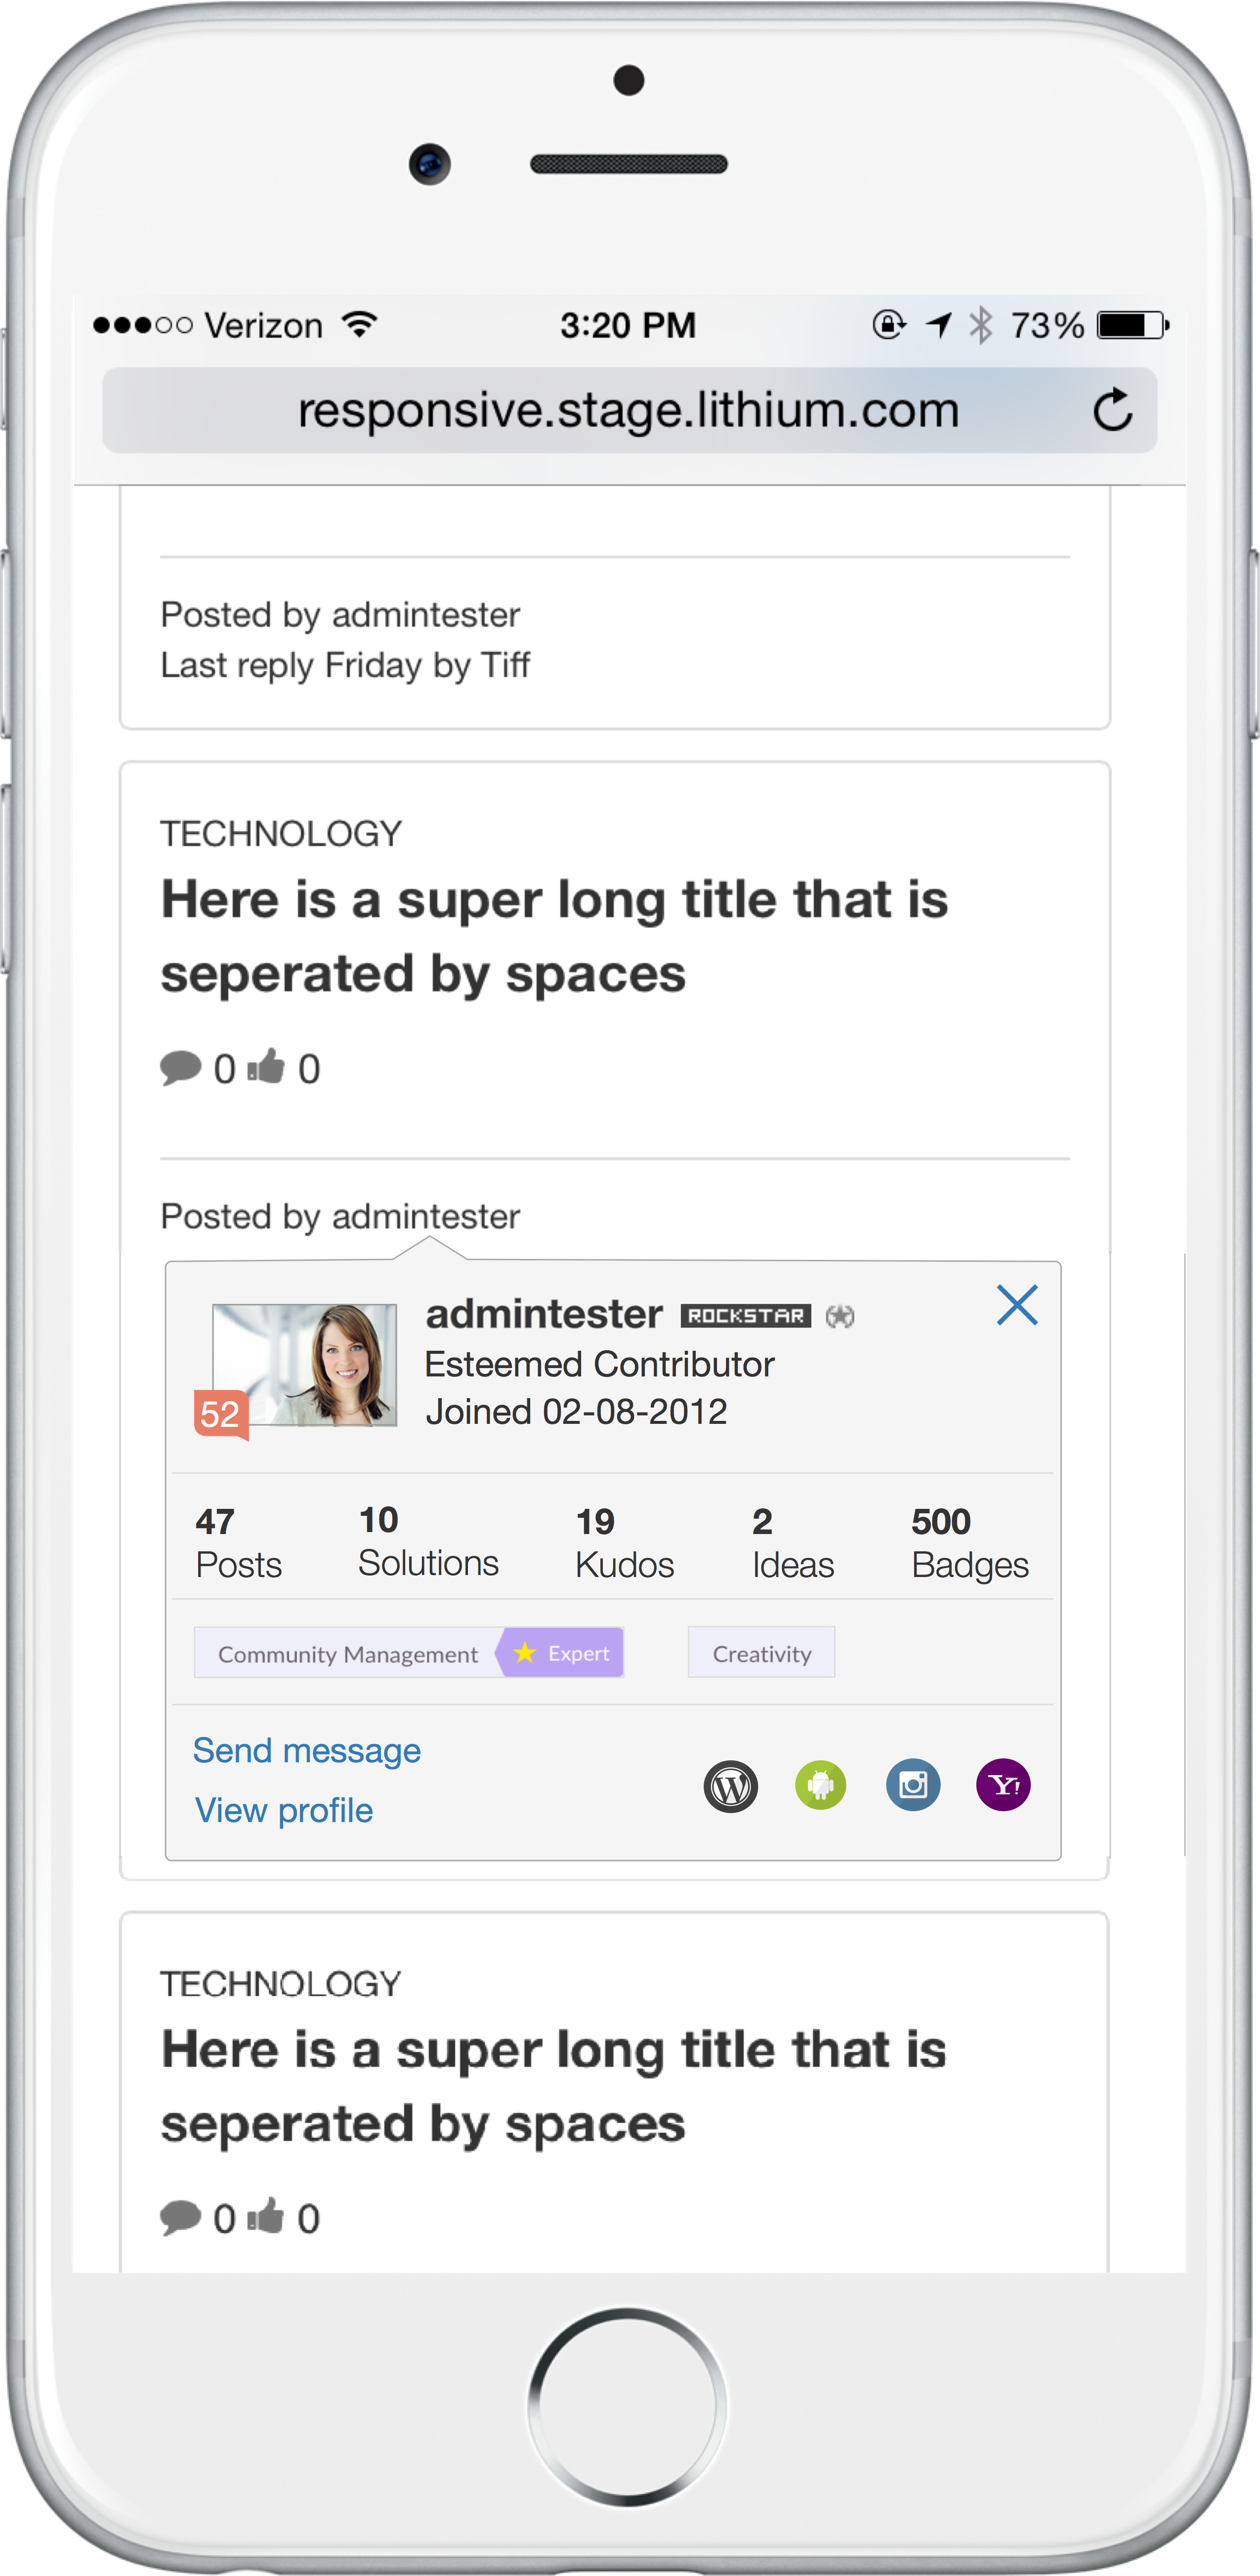 Verizon 3:20 PM 73%
responsive.stage.lithium.com
Posted by admintester
Last reply Friday by Tiff
TECHNOLOGY
Here is a super long title that is
seperated by spaces
0 0
Posted by admintester
admintester ROCKSTAR
Esteemed Contributor
Joined 02-08-2012
52
47 10 19 2 500
Posts Solutions Kudos Ideas Badges
Community Management Expert Creativity
Send message
View profile
W Y!
TECHNOLOGY
Here is a super long title that is
seperated by spaces
0 0